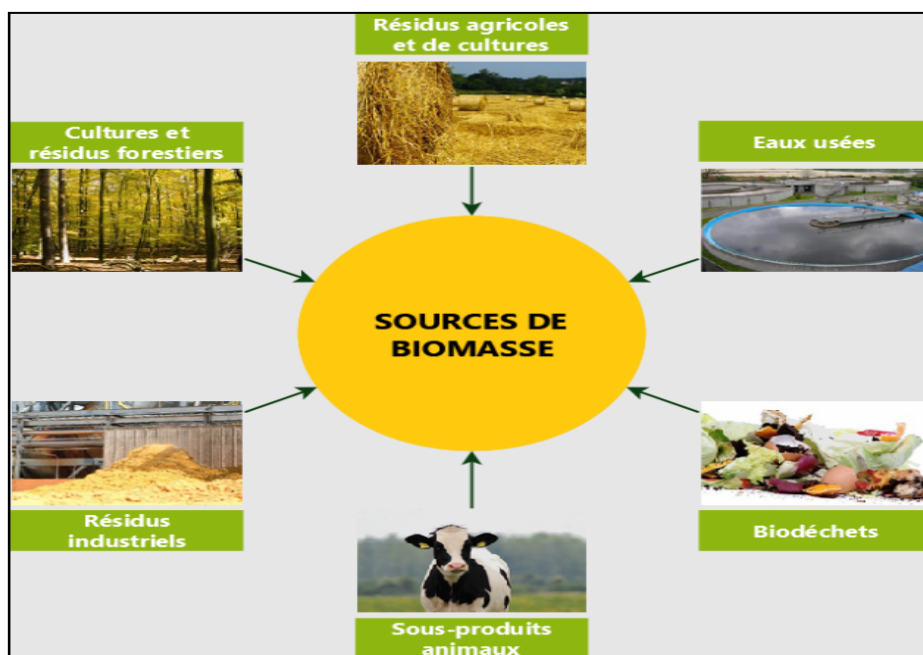 Résidus agricoles
et de cultures
Cultures et
résidus forestiers
Eaux usées
SOURCES DE
BIOMASSE
Résidus
industriels
Biodéchets
Sous-produits
animaux